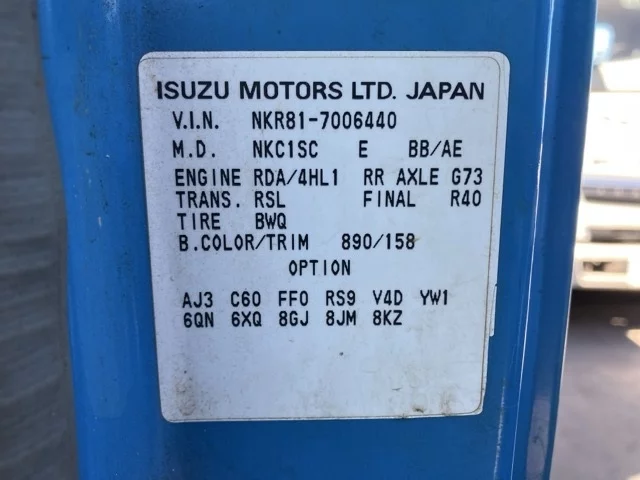 ISUZU MOTORS LTD. JAPAN
V.I.N. NKR81-7006440
M.D. NKC1SC E BB/AE
ENGINE RDA/4HL1 RR AXLE G73
TRANS. RSL FINAL R40
TIRE BWQ
B.COLOR/TRIM 890/158
OPTION
AJ3 C60 FF0 RS9 V4D YW1
6QN 6XQ 8GJ 8JM 8KZ